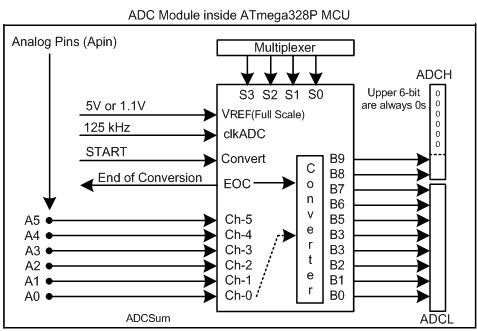 ADC Module inside ATmega328P MCU
Analog Pins (Apin)
Multiplexer
S3 S2 S1 S0
ADCH
Upper 6-bit
are always 0s
0
0
0
0
0
0
5V or 1.1V
VREF(Full Scale)
125 kHz
clkADC
START
Convert
End of Conversion
EOC
Converter
B9
B8
B7
B6
B5
B3
B3
B2
B1
B0
A5 Ch-5
A4 Ch-4
A3 Ch-3
A2 Ch-2
A1 Ch-1
A0 Ch-0
ADCSum
ADCL